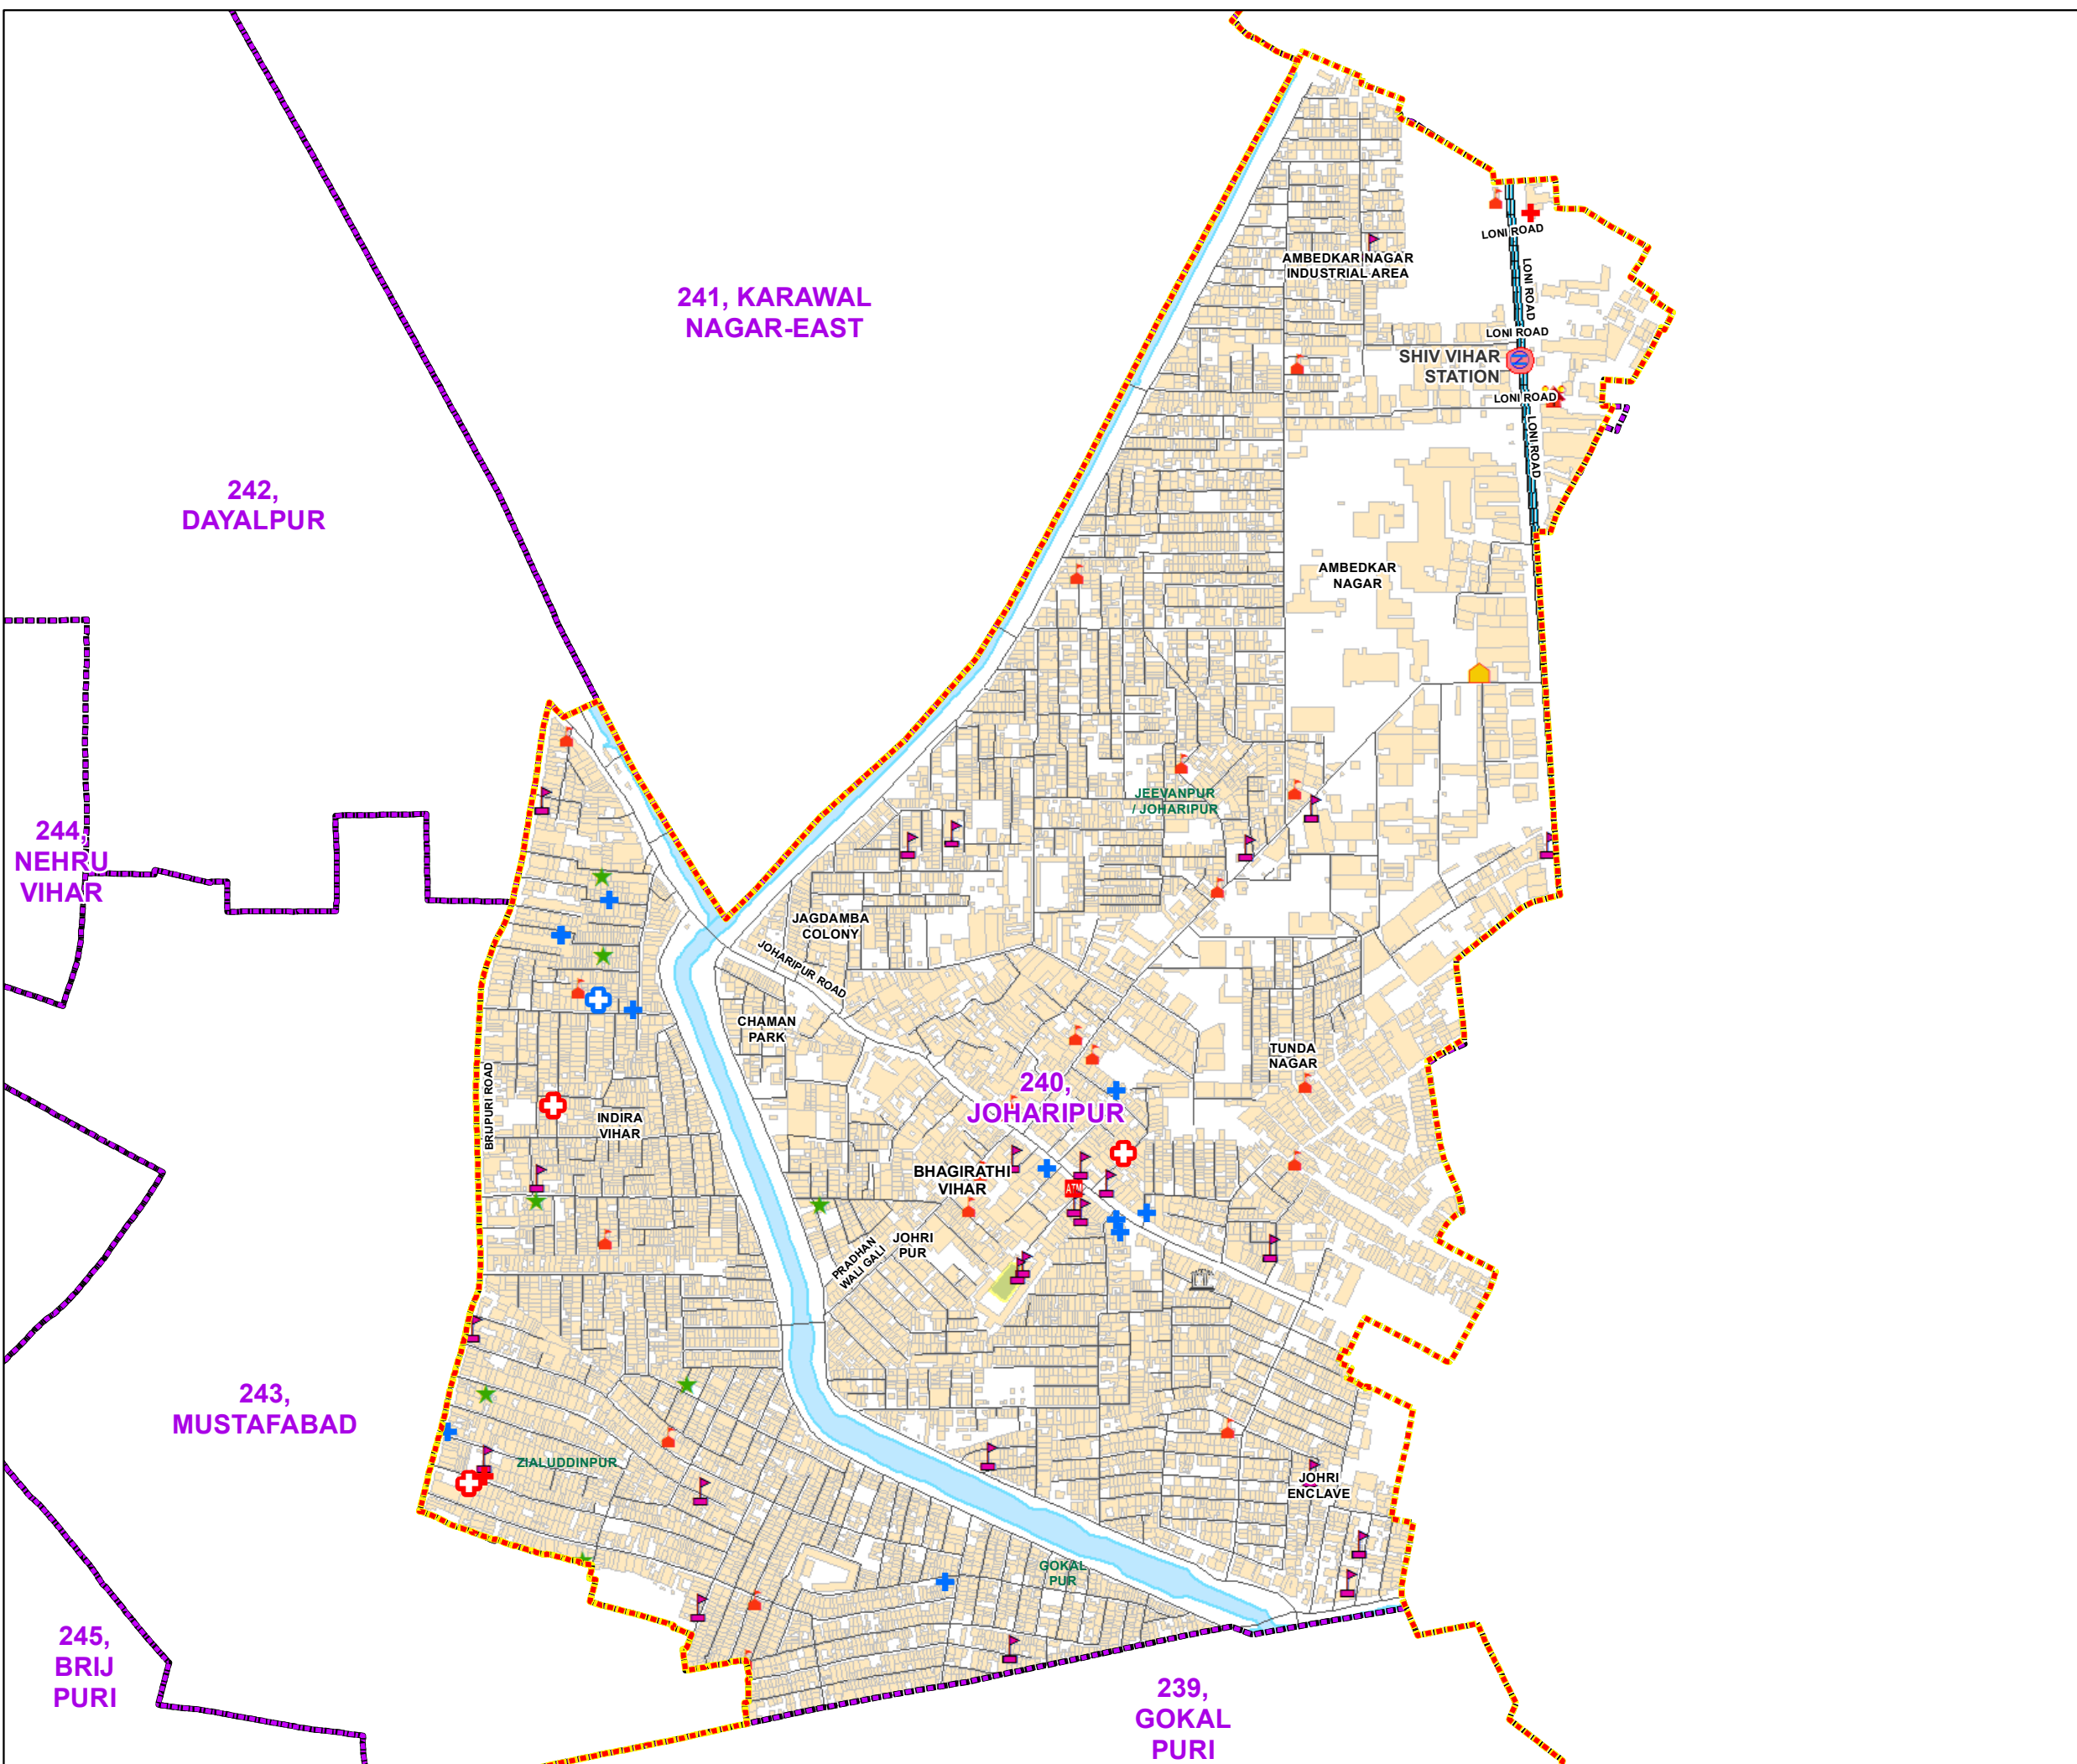 LONI ROAD
AMBEDKAR NAGAR
INDUSTRIAL AREA
LONI ROAD
241, KARAWAL
NAGAR-EAST
LONI ROAD
SHIV VIHAR
STATION
LONI ROAD
LONI ROAD
242,
DAYALPUR
AMBEDKAR
NAGAR
JEEVANPUR
/ JOHARIPUR
244,
NEHRU
VIHAR
JAGDAMBA
COLONY
JOHARIPUR ROAD
CHAMAN
PARK
TUNDA
NAGAR
240,
JOHARIPUR
BRIJPURI ROAD
INDIRA
VIHAR
BHAGIRATHI
VIHAR
ATM
JOHRI
PUR
PRADHAN
WALI GALI
243,
MUSTAFABAD
ZIALUDDINPUR
JOHRI
ENCLAVE
GOKAL
PUR
245,
BRIJ
PURI
239,
GOKAL
PURI